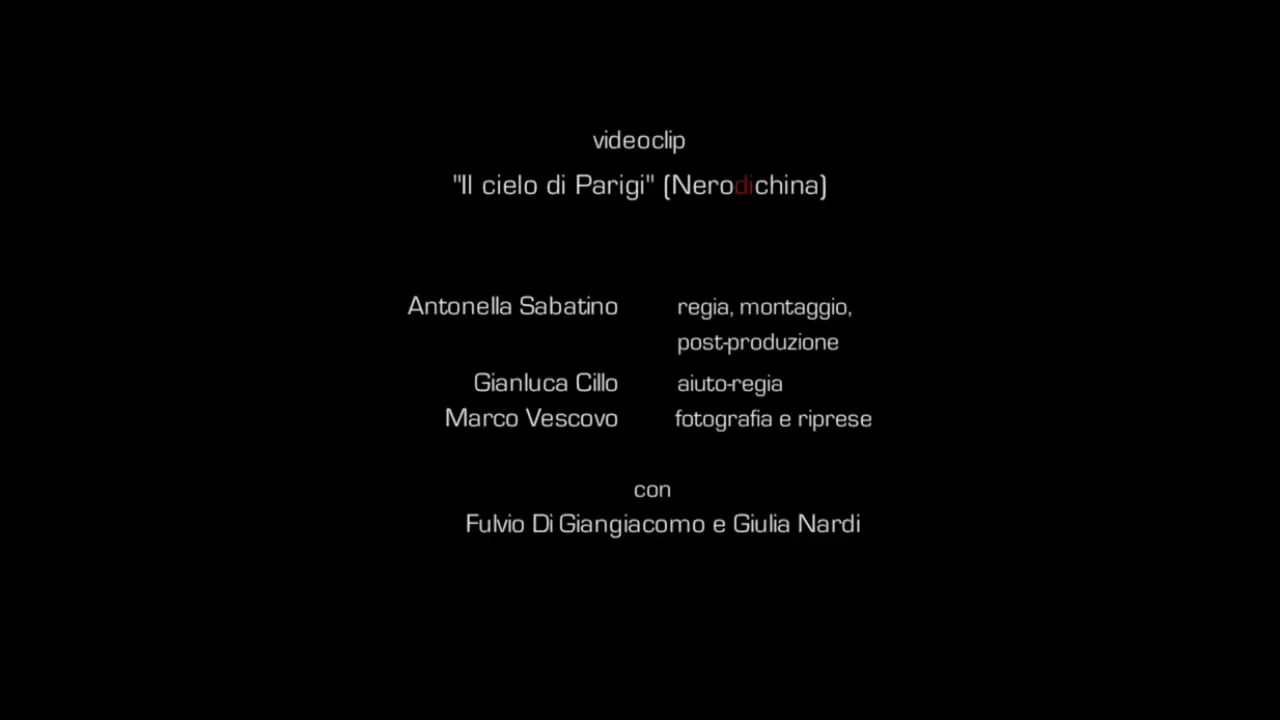 videoclip
"Il cielo di Parigi" (Nerodichina)
Antonella Sabatino regia, montaggio,
post-produzione
Gianluca Cillo aiuto-regia
Marco Vescovo fotografia e riprese
con
Fulvio Di Giangiacomo e Giulia Nardi